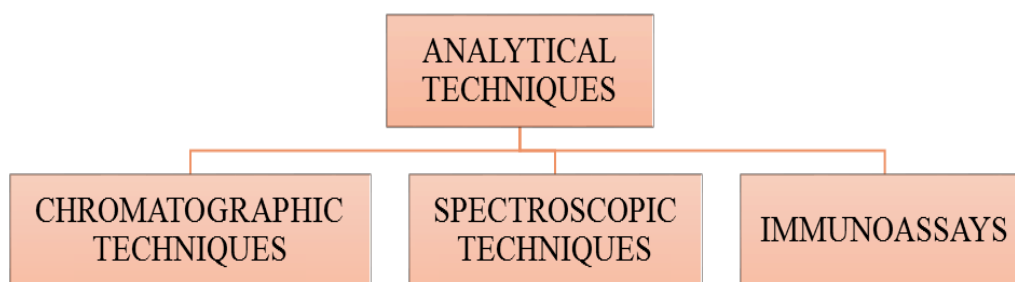 ANALYTICAL
TECHNIQUES
CHROMATOGRAPHIC
TECHNIQUES
SPECTROSCOPIC
TECHNIQUES
IMMUNOASSAYS